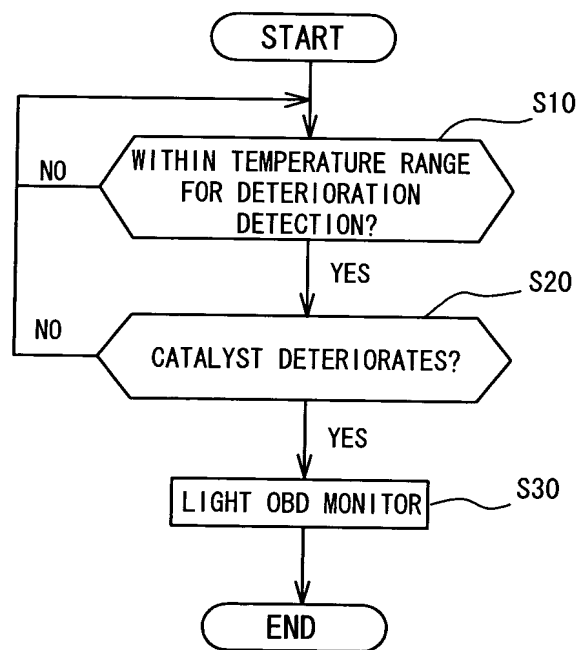 START
S10
WITHIN TEMPERATURE RANGE
FOR DETERIORATION
DETECTION?
NO
YES
S20
NO
CATALYST DETERIORATES?
YES
S30
LIGHT OBD MONITOR
END